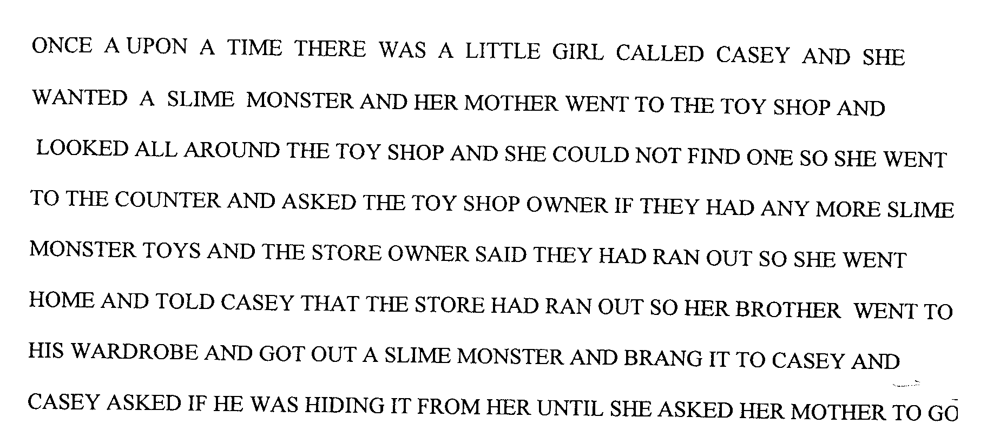 ONCE A UPON A TIME THERE WAS A LITTLE GIRL CALLED CASEY AND SHE
WANTED A SLIME MONSTER AND HER MOTHER WENT TO THE TOY SHOP AND
LOOKED ALL AROUND THE TOY SHOP AND SHE COULD NOT FIND ONE SO SHE WENT
TO THE COUNTER AND ASKED THE TOY SHOP OWNER IF THEY HAD ANY MORE SLIME
MONSTER TOYS AND THE STORE OWNER SAID THEY HAD RAN OUT SO SHE WENT
HOME AND TOLD CASEY THAT THE STORE HAD RAN OUT SO HER BROTHER WENT TO
HIS WARDROBE AND GOT OUT A SLIME MONSTER AND BRANG IT TO CASEY AND
CASEY ASKED IF HE WAS HIDING IT FROM HER UNTIL SHE ASKED HER MOTHER TO GO